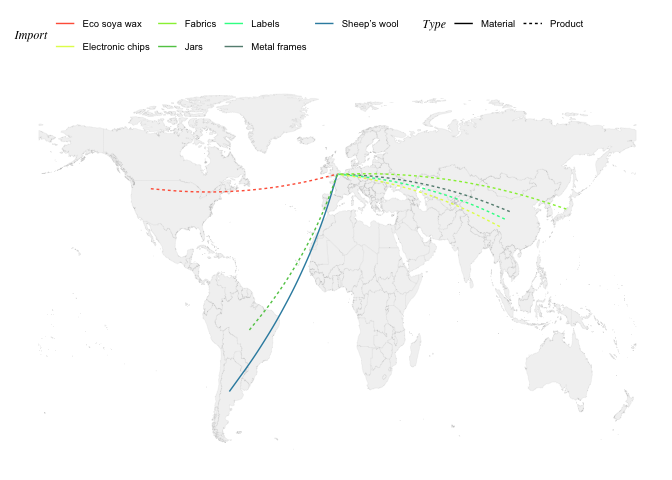 Import
Eco soya wax
Fabrics
Labels
Sheep's wool
Electronic chips
Jars
Metal frames
Type
Material
Product